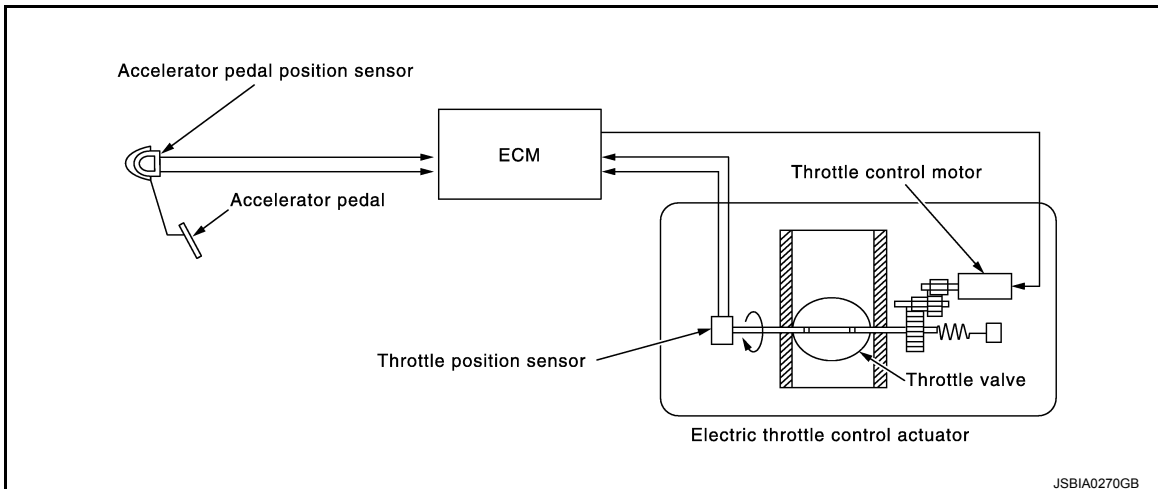 Accelerator pedal position sensor
ECM
Throttle control motor
Accelerator pedal
Throttle position sensor
Throttle valve
Electric throttle control actuator
JSBIA0270GB